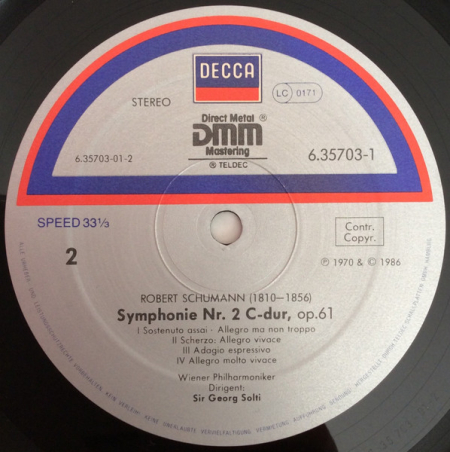 DECCA
STEREO
LC 0171
Direct Metal ®
DMM
Mastering
® TELDEC
6.35703-01-2
6.35703-1
SPEED 33⅓
Contr.
Copyr.
2
℗ 1970 & © 1986
ROBERT SCHUMANN (1810—1856)
Symphonie Nr. 2 C-dur, op.61
I Sostenuto assai - Allegro ma non troppo
II Scherzo: Allegro vivace
III Adagio espressivo
IV Allegro molto vivace
Wiener Philharmoniker
Dirigent:
Sir Georg Solti